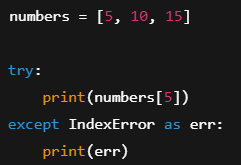 numbers = [5, 10, 15]

try:
    print(numbers[5])
except IndexError as err:
    print(err)